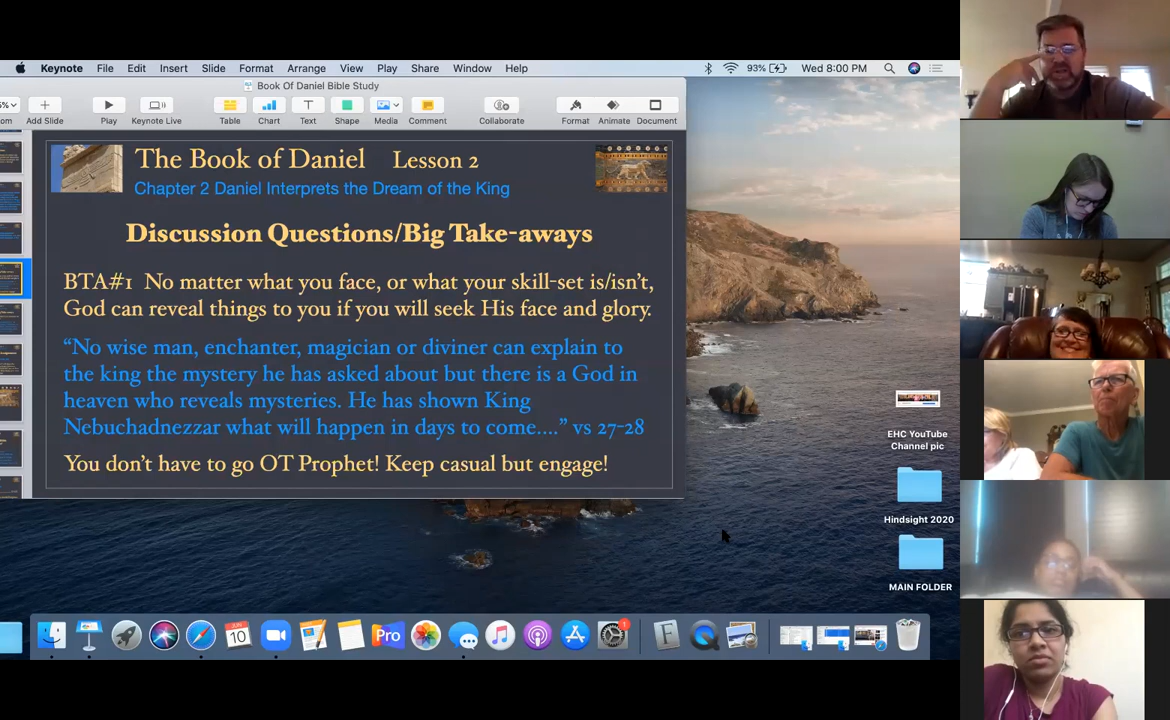 Keynote File Edit Insert Slide Format Arrange View Play Share Window Help 93% Wed 8:00 PM
Book Of Daniel Bible Study
Add Slide Play Keynote Live Table Chart Text Shape Media Comment Collaborate Format Animate Document
The Book of Daniel Lesson 2
Chapter 2 Daniel Interprets the Dream of the King
Discussion Questions/Big Take-aways
BTA#1 No matter what you face, or what your skill-set is/isn't,
God can reveal things to you if you will seek His face and glory.
“No wise man, enchanter, magician or diviner can explain to
the king the mystery he has asked about but there is a God in
heaven who reveals mysteries. He has shown King
Nebuchadnezzar what will happen in days to come....” vs 27-28
You don't have to go OT Prophet! Keep casual but engage!
EHC YouTube
Channel pic
Hindsight 2020
MAIN FOLDER
JUN
10
Pro
1